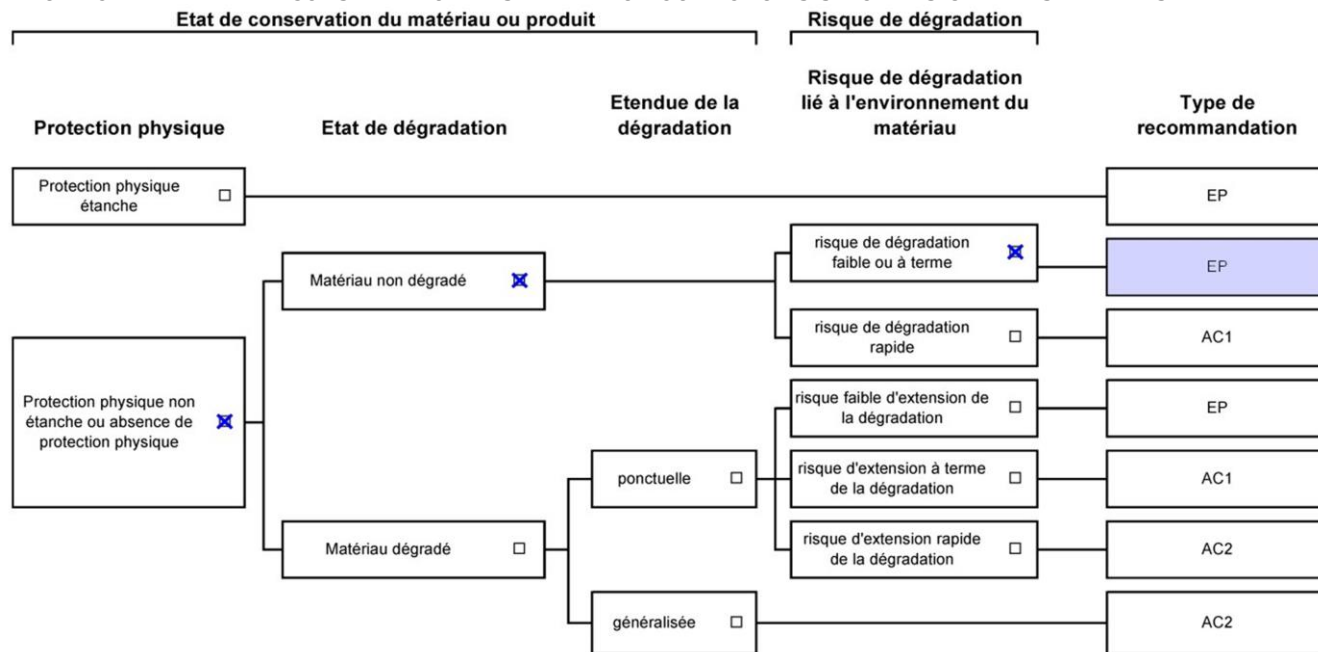 Etat de conservation du matériau ou produit
Risque de dégradation
Protection physique
Etat de dégradation
Etendue de la
dégradation
Risque de dégradation
lié à l'environnement du
matériau
Type de
recommandation
Protection physique
étanche
EP
risque de dégradation
faible ou à terme
EP
Matériau non dégradé
risque de dégradation
rapide
AC1
Protection physique non
étanche ou absence de
protection physique
risque faible d'extension de
la dégradation
EP
ponctuelle
risque d'extension à terme
de la dégradation
AC1
Matériau dégradé
risque d'extension rapide
de la dégradation
AC2
généralisée
AC2